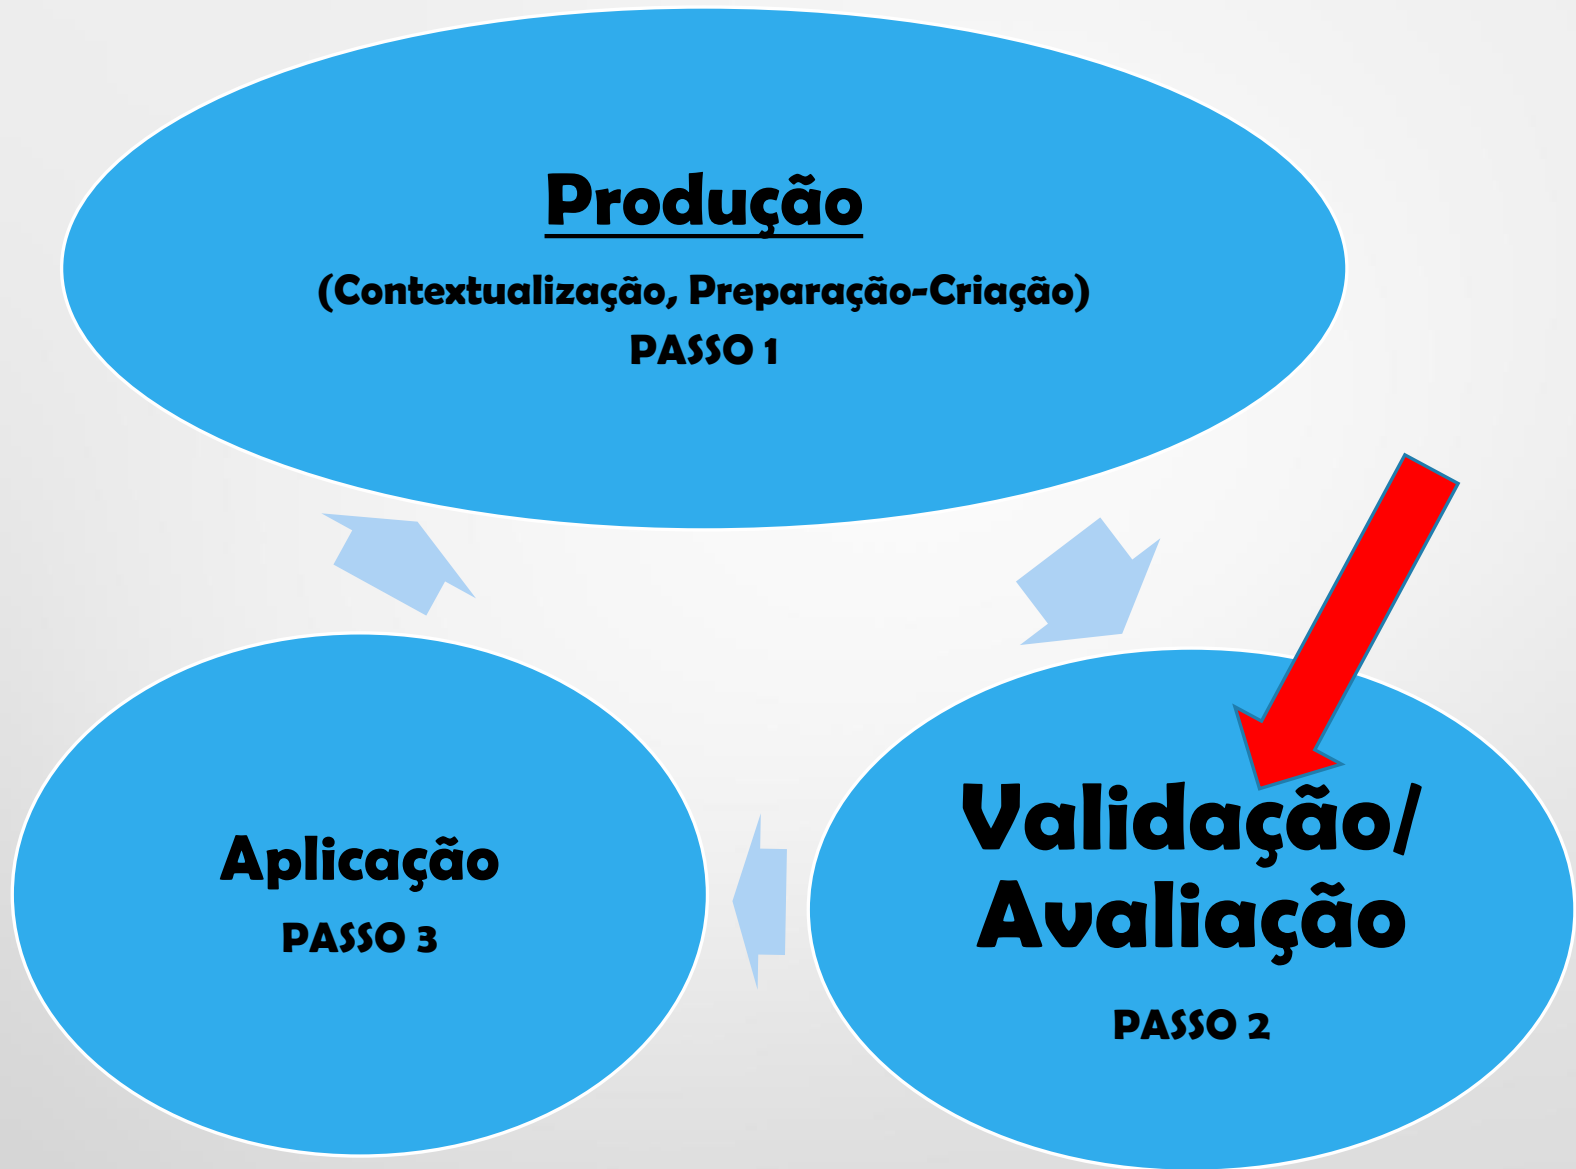 Produção
(Contextualização, Preparação-Criação)
PASSO 1
Validação/
Avaliação
PASSO 2
Aplicação
PASSO 3